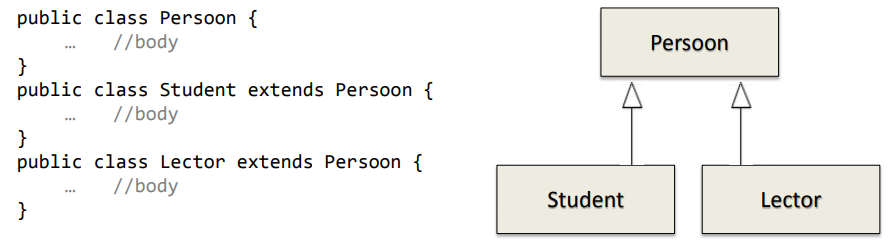 public class Persoon {
… //body
}
public class Student extends Persoon {
… //body
}
public class Lector extends Persoon {
… //body
}
Persoon
Student
Lector